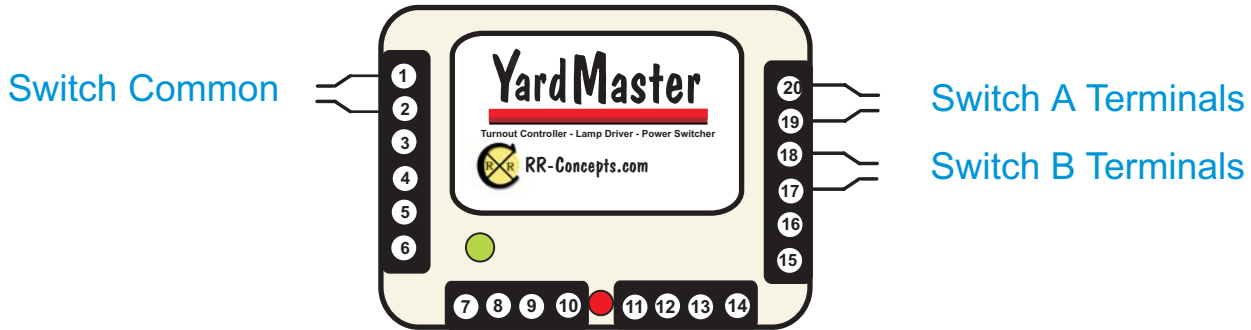 Switch Common
1
2
3
4
5
6
YardMaster
Turnout Controller - Lamp Driver - Power Switcher
R R
RR-Concepts.com
7 8 9 10 11 12 13 14
20
19
18
17
16
15
Switch A Terminals
Switch B Terminals